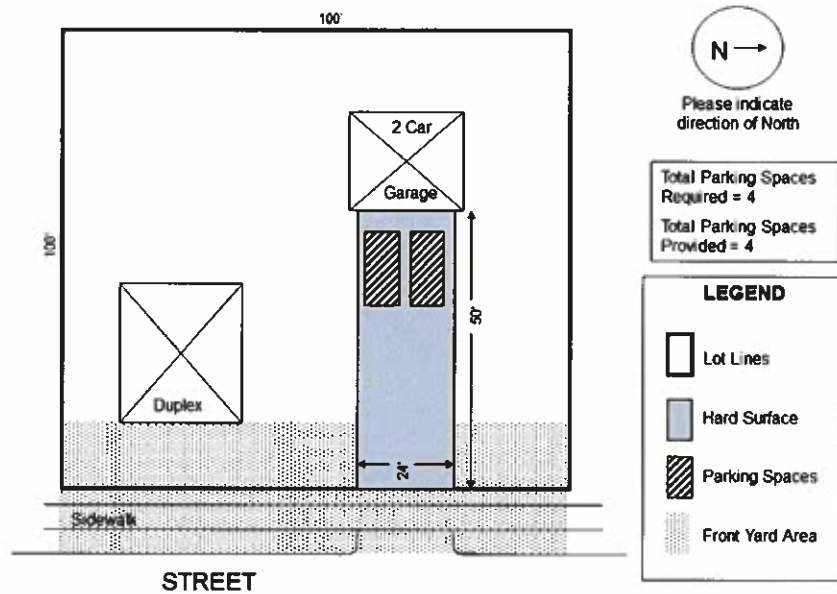 100'
N
Please indicate
direction of North
2 Car
Garage
Total Parking Spaces
Required = 4
Total Parking Spaces
Provided = 4
100'
50'
LEGEND
Lot Lines
Duplex
Hard Surface
24'
Parking Spaces
Sidewalk
Front Yard Area
STREET